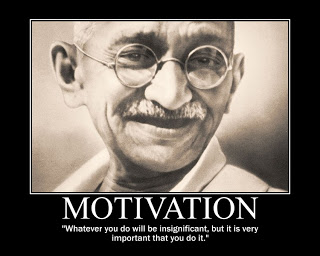 MOTIVATION
"Whatever you do will be insignificant, but it is very
important that you do it."